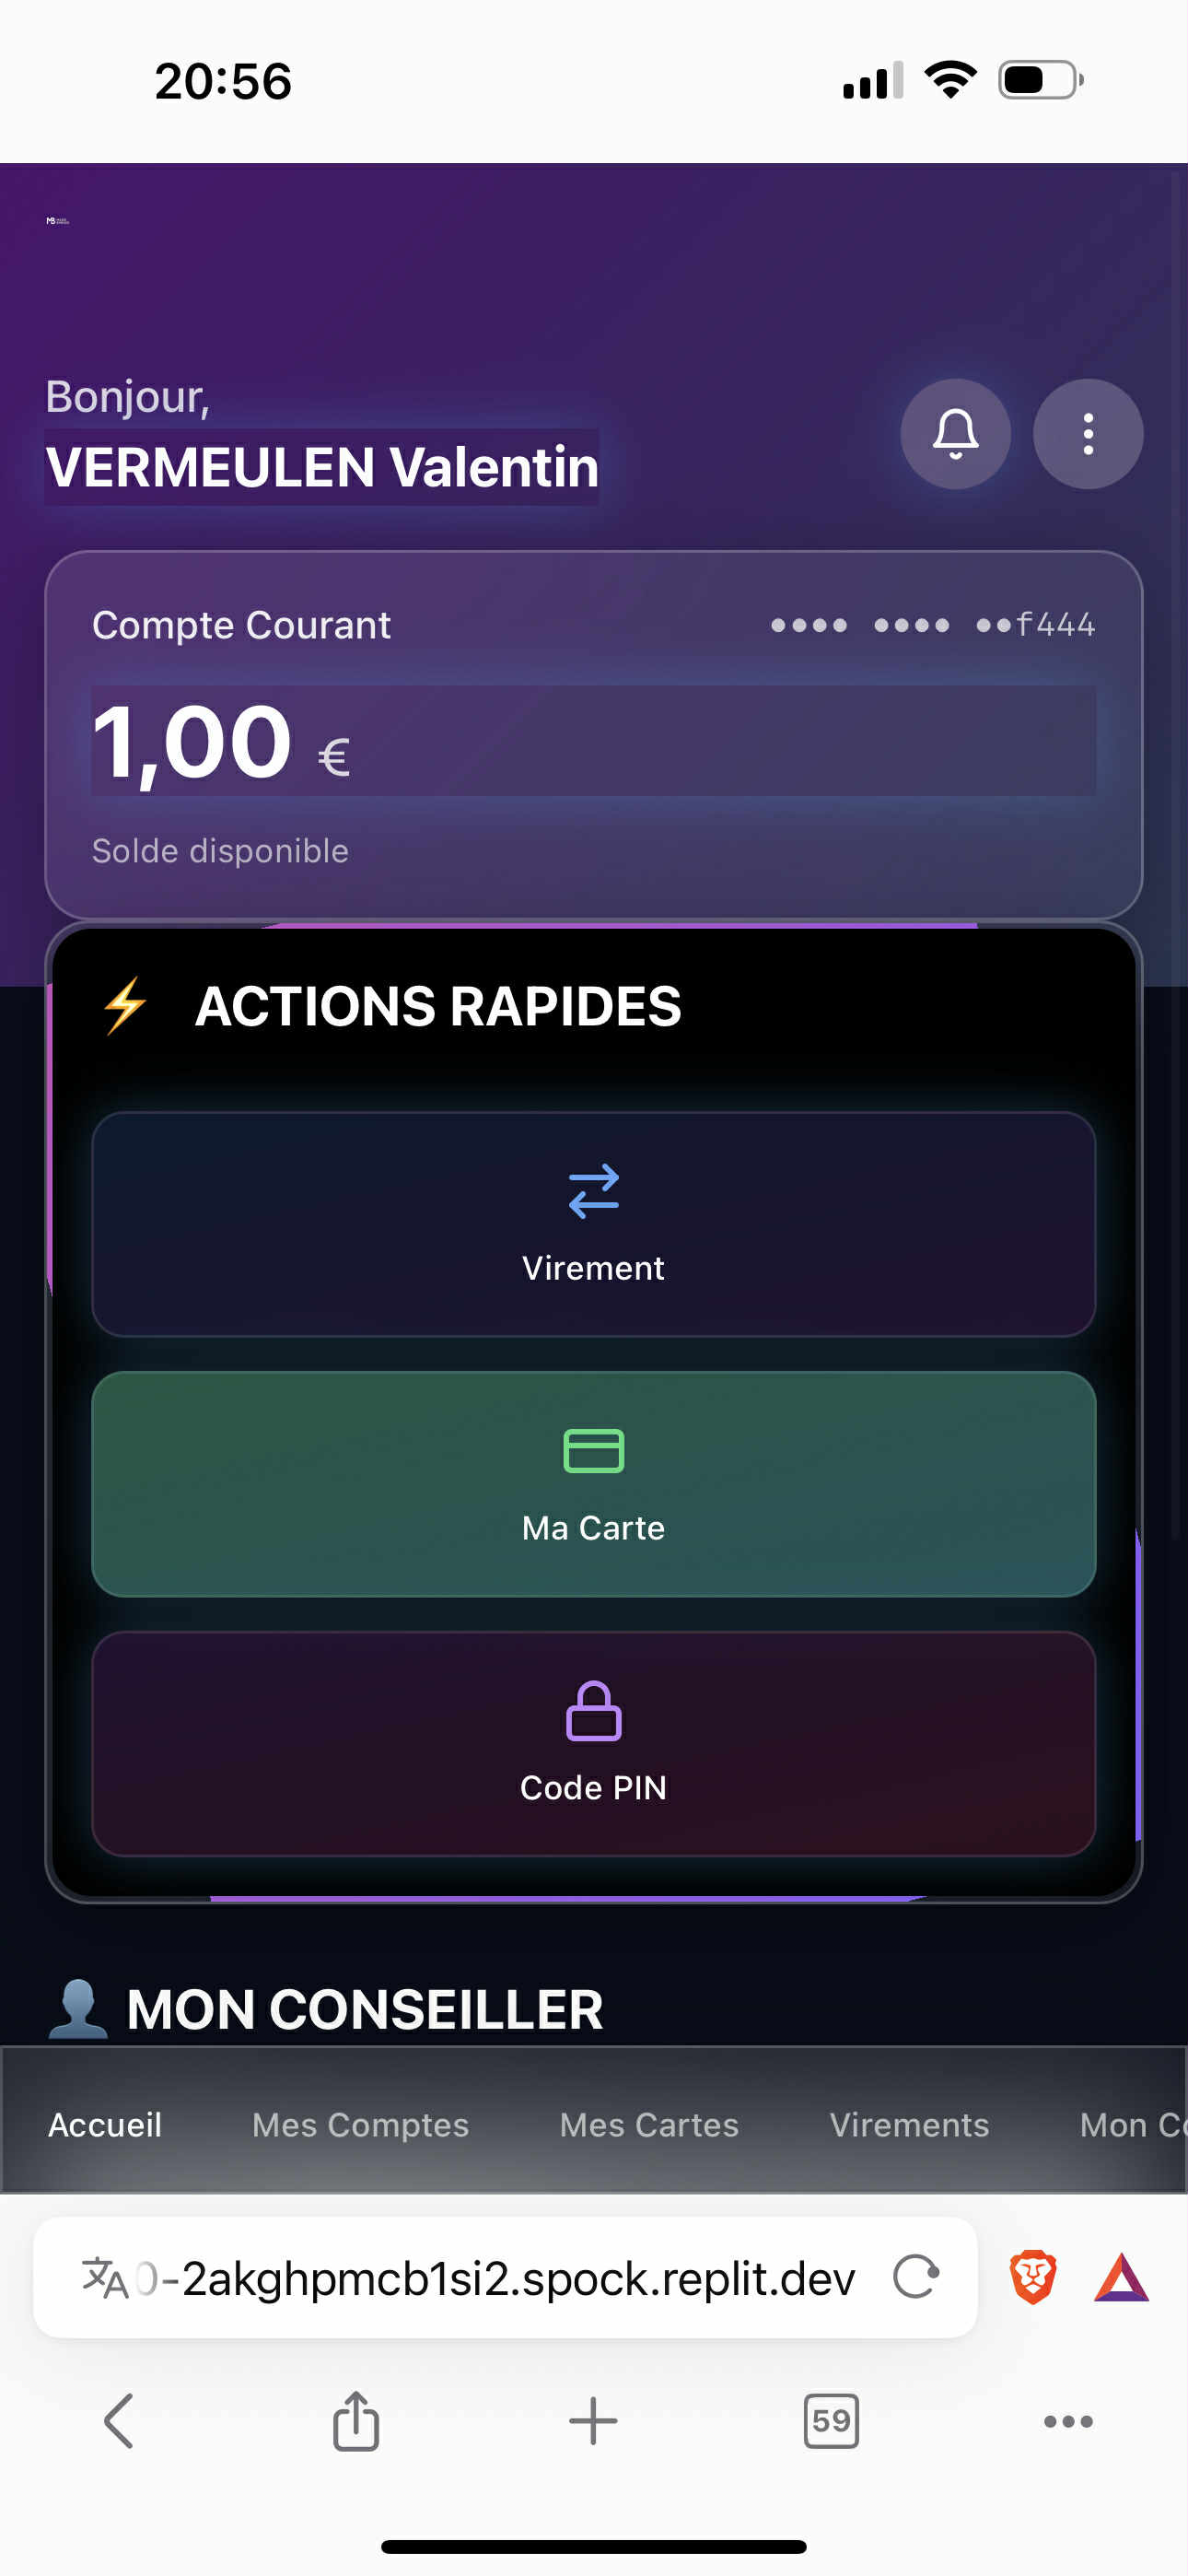 20:56
MB
Bonjour,
VERMEULEN Valentin
Compte Courant
•••• •••• ••f444
1,00 €
Solde disponible
⚡ ACTIONS RAPIDES
Virement
Ma Carte
Code PIN
👤 MON CONSEILLER
Accueil Mes Comptes Mes Cartes Virements Mon C
-2akghpmcb1si2.spock.replit.dev
59